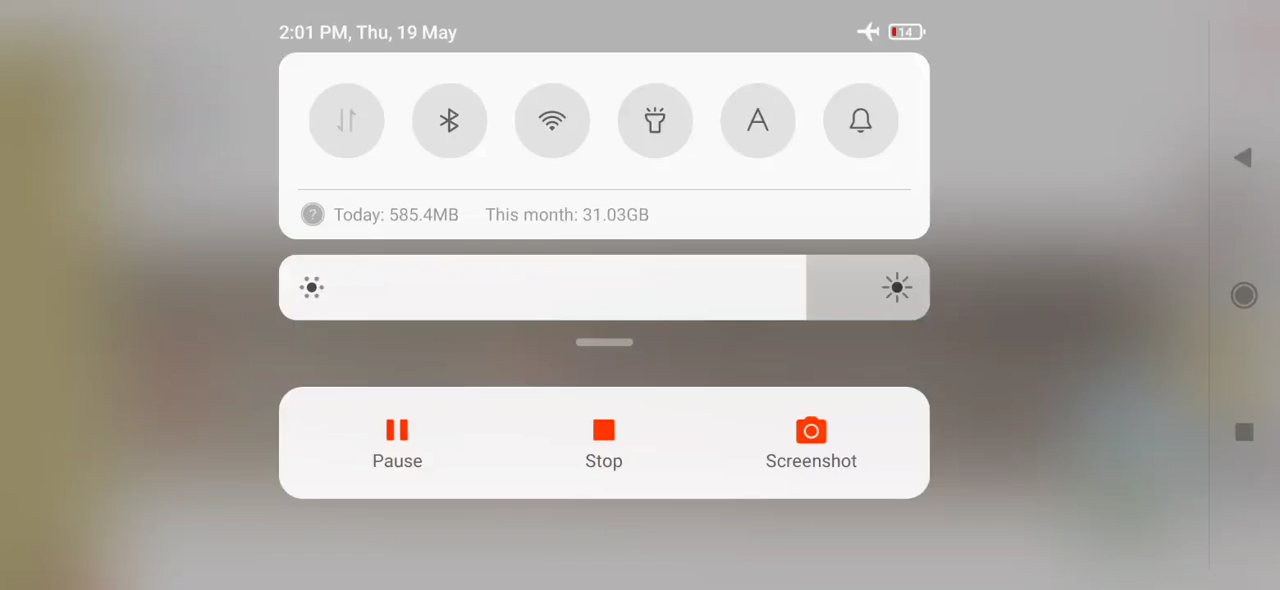 2:01 PM, Thu, 19 May
14
A
? Today: 585.4MB This month: 31.03GB
Pause Stop Screenshot